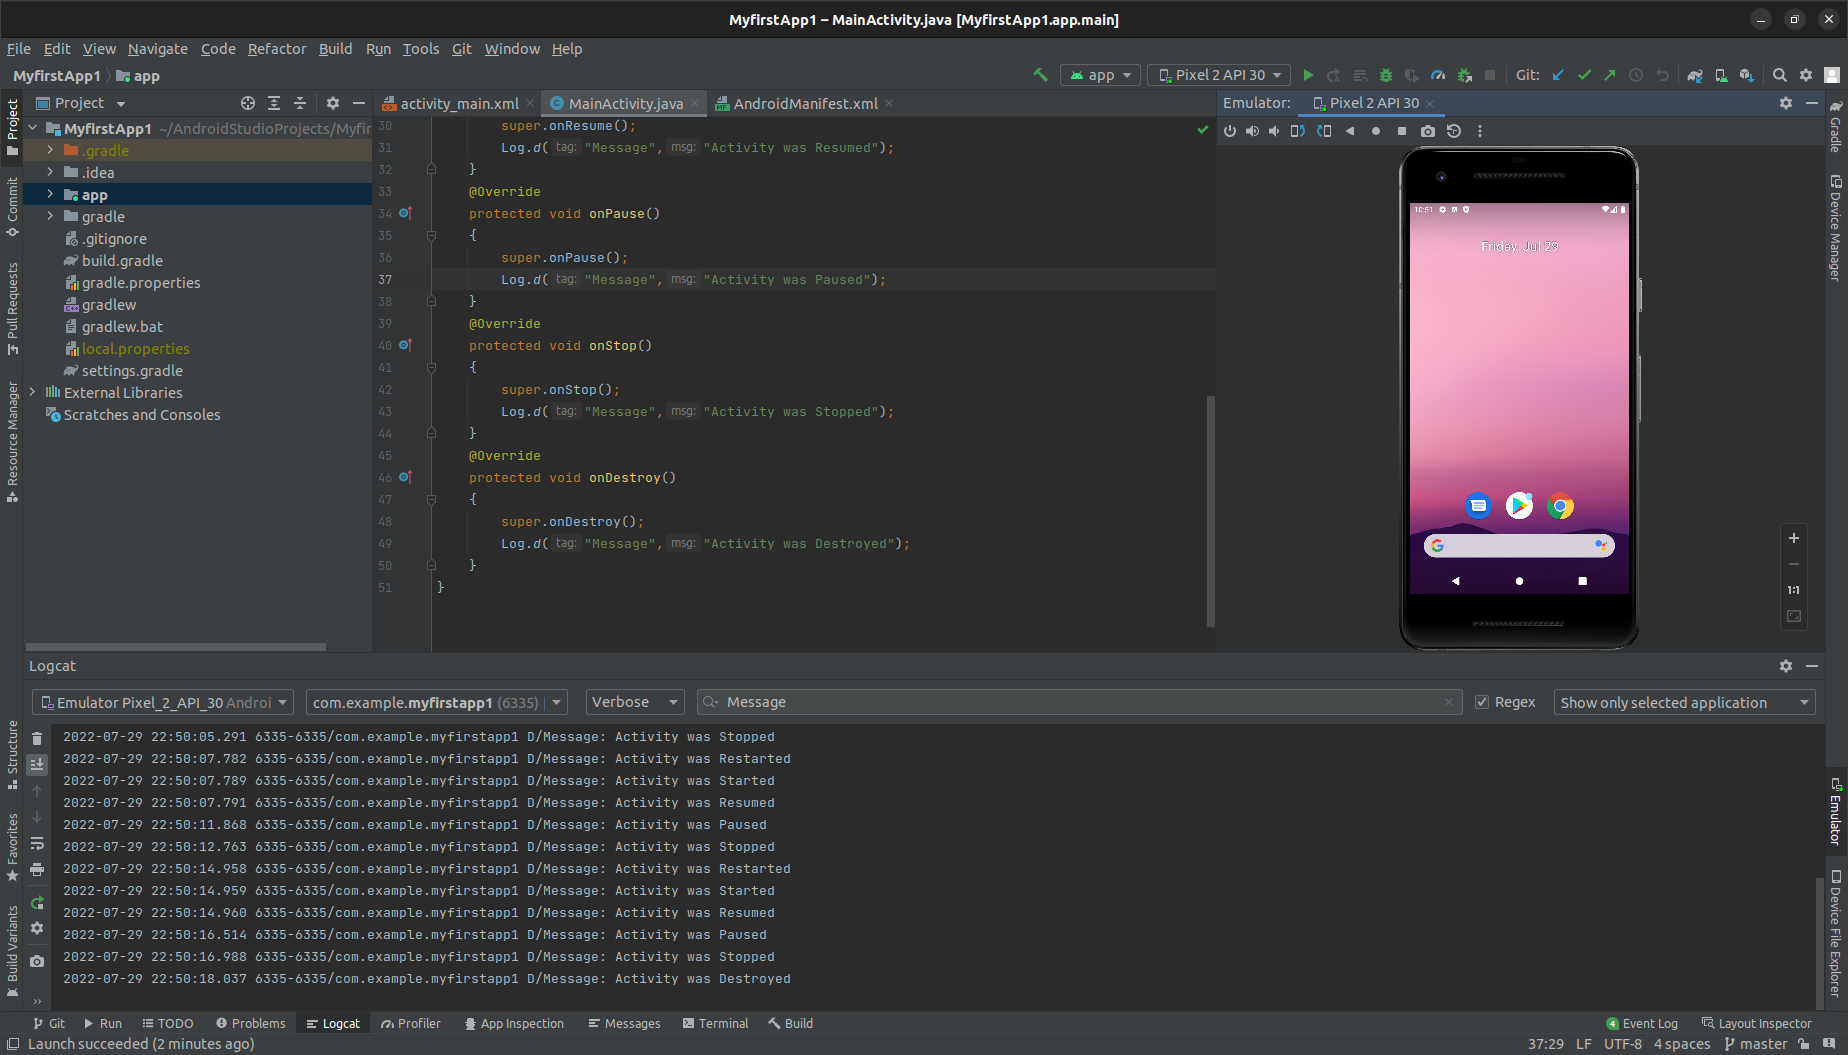 MyfirstApp1 – MainActivity.java [MyfirstApp1.app.main]
File Edit View Navigate Code Refactor Build Run Tools Git Window Help
MyfirstApp1 app
app Pixel 2 API 30 Git:
Project
activity_main.xml MainActivity.java AndroidManifest.xml
Emulator: Pixel 2 API 30
MyfirstApp1 ~/AndroidStudioProjects/Myfir
.gradle
.idea
app
gradle
.gitignore
build.gradle
gradle.properties
gradlew
gradlew.bat
local.properties
settings.gradle
External Libraries
Scratches and Consoles
30 super.onResume();
31 Log.d( tag: "Message", msg: "Activity was Resumed");
32 }
33 @Override
34 protected void onPause()
35 {
36 super.onPause();
37 Log.d( tag: "Message", msg: "Activity was Paused");
38 }
39 @Override
40 protected void onStop()
41 {
42 super.onStop();
43 Log.d( tag: "Message", msg: "Activity was Stopped");
44 }
45 @Override
46 protected void onDestroy()
47 {
48 super.onDestroy();
49 Log.d( tag: "Message", msg: "Activity was Destroyed");
50 }
51 }
10:51
Friday, Jul 29
1:1
Project
Commit
Pull Requests
Resource Manager
Structure
Favorites
Build Variants
Gradle
Device Manager
Emulator
Device File Explorer
Logcat
Emulator Pixel_2_API_30 Androi com.example.myfirstapp1 (6335) Verbose Message Regex Show only selected application
2022-07-29 22:50:05.291 6335-6335/com.example.myfirstapp1 D/Message: Activity was Stopped
2022-07-29 22:50:07.782 6335-6335/com.example.myfirstapp1 D/Message: Activity was Restarted
2022-07-29 22:50:07.789 6335-6335/com.example.myfirstapp1 D/Message: Activity was Started
2022-07-29 22:50:07.791 6335-6335/com.example.myfirstapp1 D/Message: Activity was Resumed
2022-07-29 22:50:11.868 6335-6335/com.example.myfirstapp1 D/Message: Activity was Paused
2022-07-29 22:50:12.763 6335-6335/com.example.myfirstapp1 D/Message: Activity was Stopped
2022-07-29 22:50:14.958 6335-6335/com.example.myfirstapp1 D/Message: Activity was Restarted
2022-07-29 22:50:14.959 6335-6335/com.example.myfirstapp1 D/Message: Activity was Started
2022-07-29 22:50:14.960 6335-6335/com.example.myfirstapp1 D/Message: Activity was Resumed
2022-07-29 22:50:16.514 6335-6335/com.example.myfirstapp1 D/Message: Activity was Paused
2022-07-29 22:50:16.988 6335-6335/com.example.myfirstapp1 D/Message: Activity was Stopped
2022-07-29 22:50:18.037 6335-6335/com.example.myfirstapp1 D/Message: Activity was Destroyed
Git Run TODO Problems Logcat Profiler App Inspection Messages Terminal Build 4 Event Log Layout Inspector
Launch succeeded (2 minutes ago) 37:29 LF UTF-8 4 spaces master